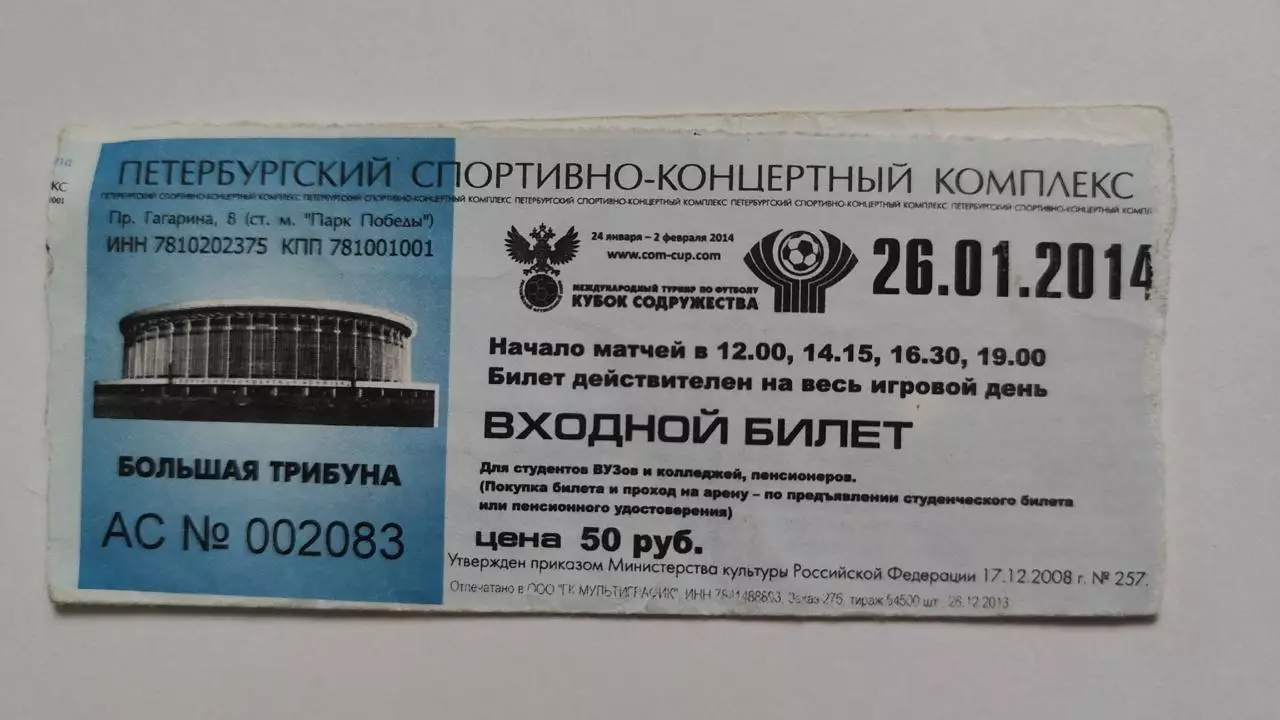 ПЕТЕРБУРГСКИЙ СПОРТИВНО-КОНЦЕРТНЫЙ КОМПЛЕКС
ПЕТЕРБУРГСКИЙ СПОРТИВНО-КОНЦЕРТНЫЙ КОМПЛЕКС ПЕТЕРБУРГСКИЙ СПОРТИВНО-КОНЦЕРТНЫЙ КОМПЛЕКС ПЕТЕРБУРГСКИЙ СПОРТИВНО-КОНЦЕРТНЫЙ КОМПЛЕКС ПЕТЕРБУРГСКИЙ СПОРТИВНО-КОНЦЕРТНЫЙ КОМПЛ
Пр. Гагарина, 8 (ст. м. "Парк Победы")
ИНН 7810202375 КПП 781001001
БОЛЬШАЯ ТРИБУНА
АС № 002083
24 января – 2 февраля 2014
www.com-cup.com
МЕЖДУНАРОДНЫЙ ТУРНИР ПО ФУТБОЛУ
КУБОК СОДРУЖЕСТВА
26.01.2014
Начало матчей в 12.00, 14.15, 16.30, 19.00
Билет действителен на весь игровой день
ВХОДНОЙ БИЛЕТ
Для студентов ВУЗов и колледжей, пенсионеров.
(Покупка билета и проход на арену – по предъявлении студенческого билета
или пенсионного удостоверения)
цена 50 руб.
Утвержден приказом Министерства культуры Российской Федерации 17.12.2008 г. № 257.
Отпечатано в ООО "ГК МУЛЬТИГРАФИК", ИНН Заказ 275, тираж 54500 шт. 26.12.2013